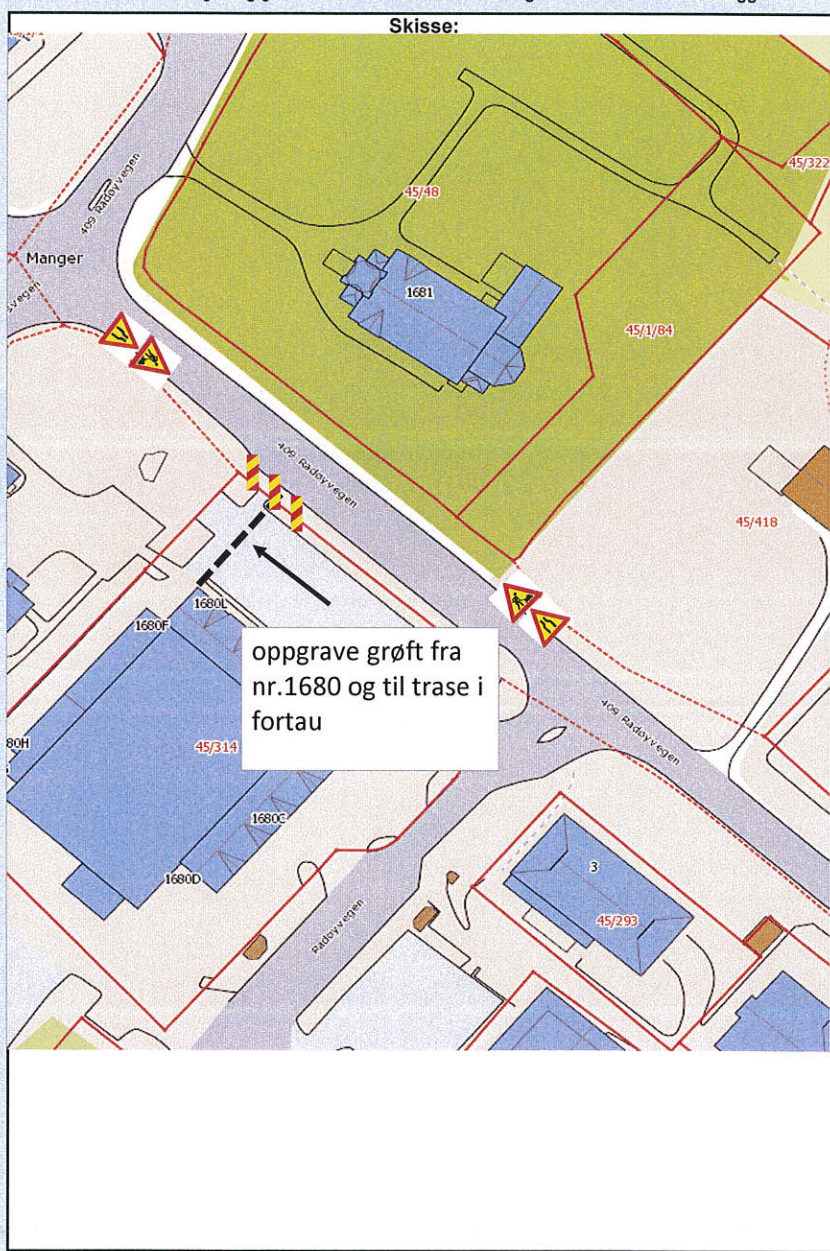 Skisse:
409 Radøyvegen
45/322
45/48
Manger
1681
45/1/84
409 Radøyvegen
45/418
1680L
1680F
oppgrave grøft fra
nr.1680 og til trase i
fortau
45/314
409 Radøyvegen
1680C
3
1680D
45/293
Radøyvegen